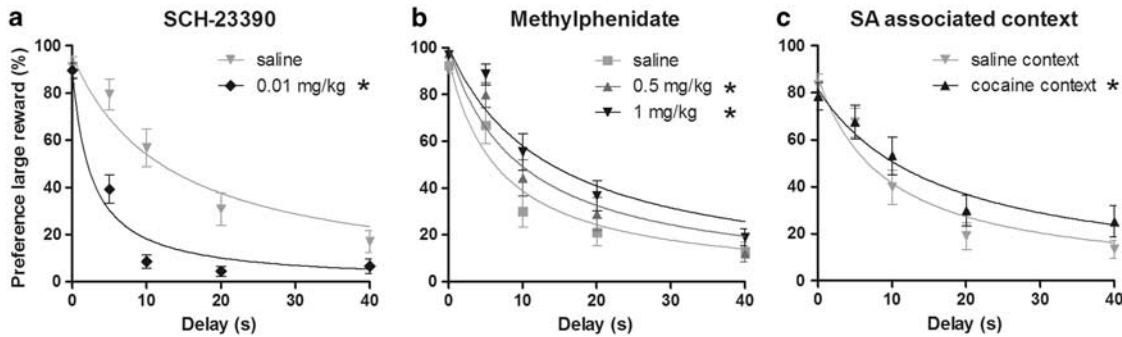 a
SCH-23390
Preference large reward (%)
100
80
60
40
20
0
saline
0.01 mg/kg *
0 10 20 30 40
Delay (s)
b
Methylphenidate
100
80
60
40
20
0
saline
0.5 mg/kg *
1 mg/kg *
0 10 20 30 40
Delay (s)
c
SA associated context
100
80
60
40
20
0
saline context
cocaine context *
0 10 20 30 40
Delay (s)